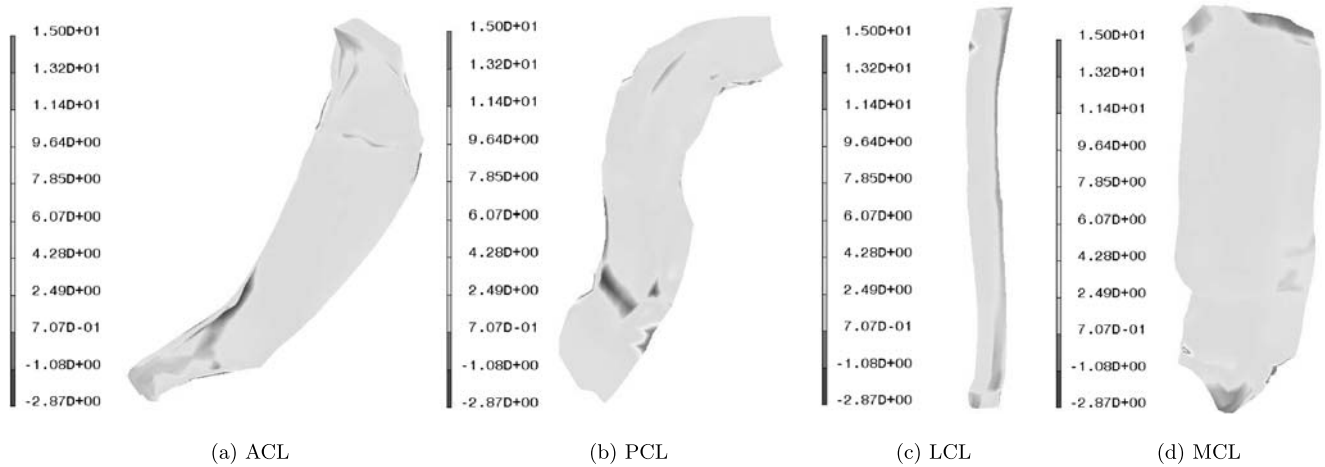 1.50D+01
1.32D+01
1.14D+01
9.64D+00
7.85D+00
6.07D+00
4.28D+00
2.49D+00
7.07D-01
-1.08D+00
-2.87D+00
(a) ACL
1.50D+01
1.32D+01
1.14D+01
9.64D+00
7.85D+00
6.07D+00
4.28D+00
2.49D+00
7.07D-01
-1.08D+00
-2.87D+00
(b) PCL
1.50D+01
1.32D+01
1.14D+01
9.64D+00
7.85D+00
6.07D+00
4.28D+00
2.49D+00
7.07D-01
-1.08D+00
-2.87D+00
(c) LCL
1.50D+01
1.32D+01
1.14D+01
9.64D+00
7.85D+00
6.07D+00
4.28D+00
2.49D+00
7.07D-01
-1.08D+00
-2.87D+00
(d) MCL